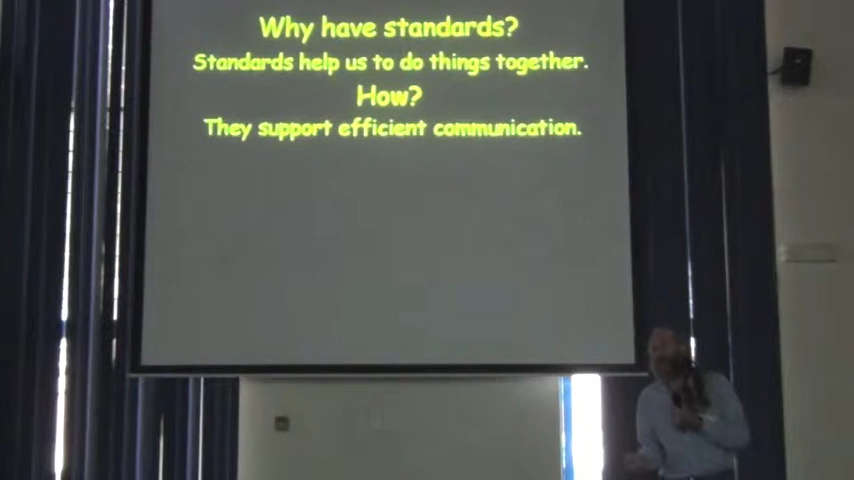 Why have standards?
Standards help us to do things together.
How?
They support efficient communication.